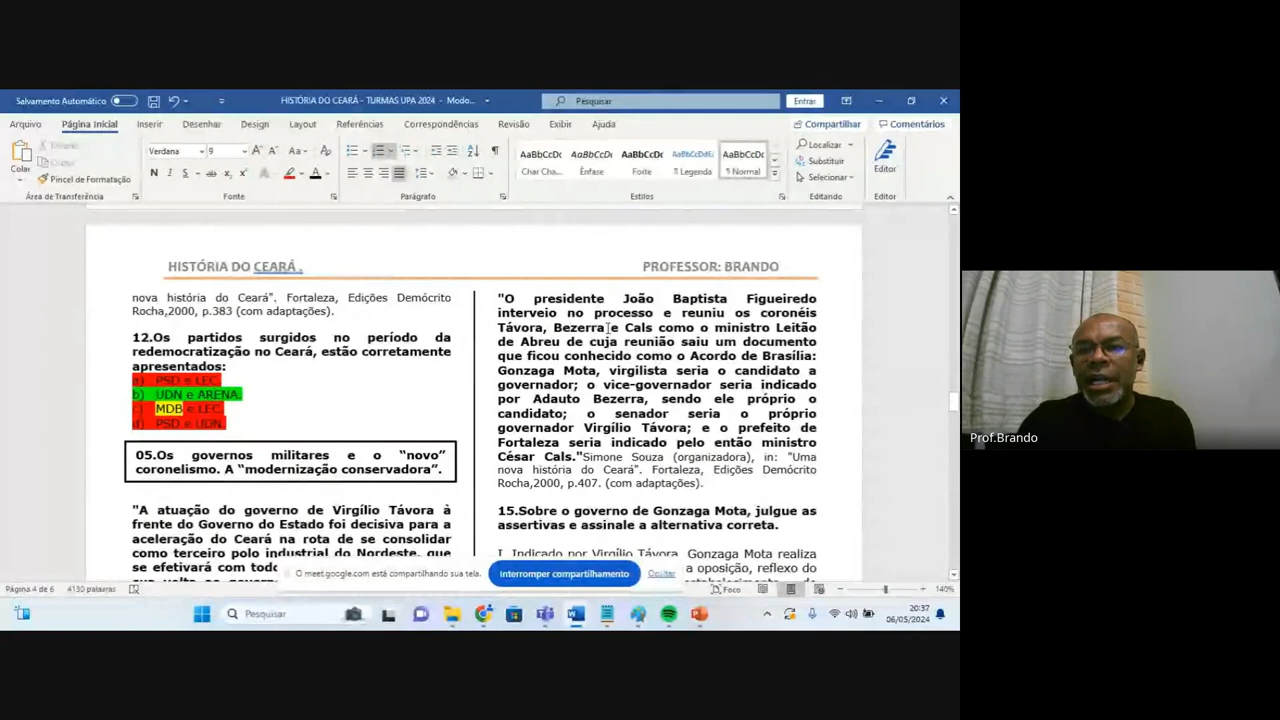 Salvamento Automático
HISTÓRIA DO CEARÁ - TURMAS UPA 2024 - Modo...
Pesquisar
Entrar
Arquivo
Página Inicial
Inserir
Desenhar
Design
Layout
Referências
Correspondências
Revisão
Exibir
Ajuda
Compartilhar
Comentários
Colar
Pincel de Formatação
Área de Transferência
Verdana
9
Fonte
Parágrafo
AaBbCcDc
Char Cha...
AaBbCcDc
Ênfase
AaBbCcDc
Forte
AaBbCcDdEe
¶ Legenda
AaBbCcDc
¶ Normal
Estilos
Localizar
Substituir
Selecionar
Editando
Editor
Editor
HISTÓRIA DO CEARÁ .
PROFESSOR: BRANDO
nova história do Ceará". Fortaleza, Edições Demócrito
Rocha,2000, p.383 (com adaptações).
12.Os partidos surgidos no período da
redemocratização no Ceará, estão corretamente
apresentados:
a) PSD e LEC.
b) UDN e ARENA.
c) MDB e LEC.
d) PSD e UDN.
05.Os governos militares e o “novo”
coronelismo. A “modernização conservadora”.
"A atuação do governo de Virgílio Távora à
frente do Governo do Estado foi decisiva para a
aceleração do Ceará na rota de se consolidar
como terceiro polo industrial do Nordeste, que
se efetivará com todo
"O presidente João Baptista Figueiredo
interveio no processo e reuniu os coronéis
Távora, Bezerra e Cals como o ministro Leitão
de Abreu de cuja reunião saiu um documento
que ficou conhecido como o Acordo de Brasília:
Gonzaga Mota, virgilista seria o candidato a
governador; o vice-governador seria indicado
por Adauto Bezerra, sendo ele próprio o
candidato; o senador seria o próprio
governador Virgílio Távora; e o prefeito de
Fortaleza seria indicado pelo então ministro
César Cals."Simone Souza (organizadora), in: "Uma
nova história do Ceará". Fortaleza, Edições Demócrito
Rocha,2000, p.407. (com adaptações).
15.Sobre o governo de Gonzaga Mota, julgue as
assertivas e assinale a alternativa correta.
I. Indicado por Virgílio Távora, Gonzaga Mota realiza
a oposição, reflexo do
O meet.google.com está compartilhando sua tela.
Interromper compartilhamento
Ocultar
Página 4 de 6
4130 palavras
Foco
140%
Pesquisar
20:37
06/05/2024
Prof.Brando